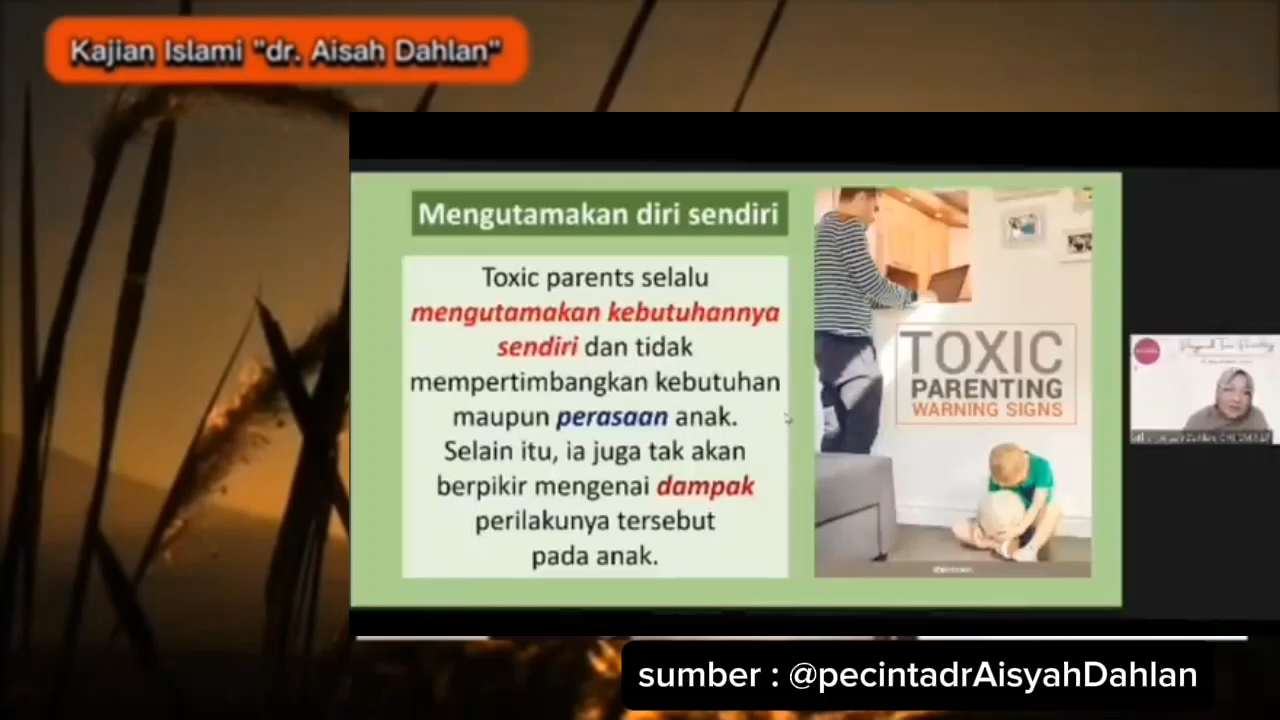 Kajian Islami "dr. Aisah Dahlan"
Mengutamakan diri sendiri
Toxic parents selalu
mengutamakan kebutuhannya
sendiri dan tidak
mempertimbangkan kebutuhan
maupun perasaan anak.
Selain itu, ia juga tak akan
berpikir mengenai dampak
perilakunya tersebut
pada anak.
TOXIC
PARENTING
WARNING SIGNS
sumber : @pecintadrAisyahDahlan